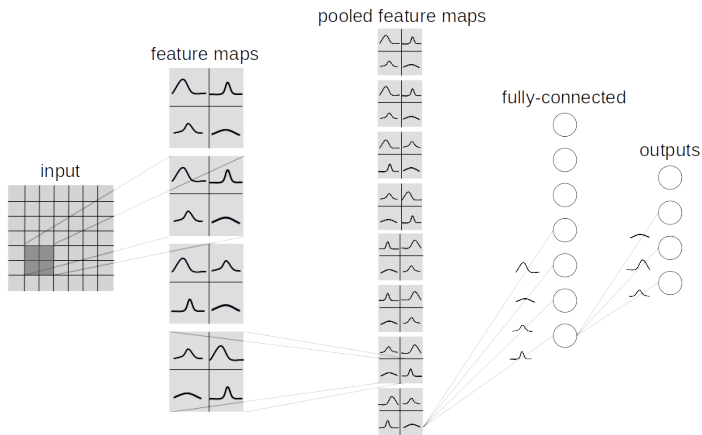 input
feature maps
pooled feature maps
fully-connected
outputs